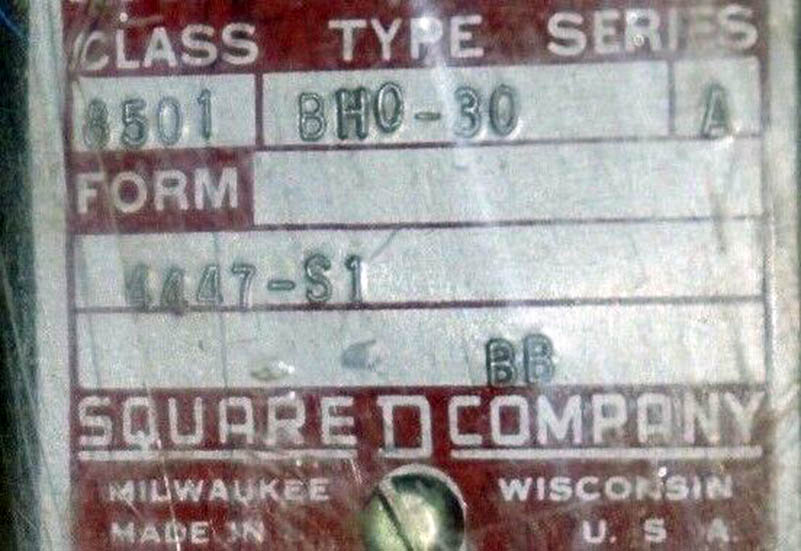 CLASS TYPE SERIES
8501 BHO-30 A
FORM
4447-S1
BB
SQUARE D COMPANY
MILWAUKEE WISCONSIN
MADE IN U. S A.